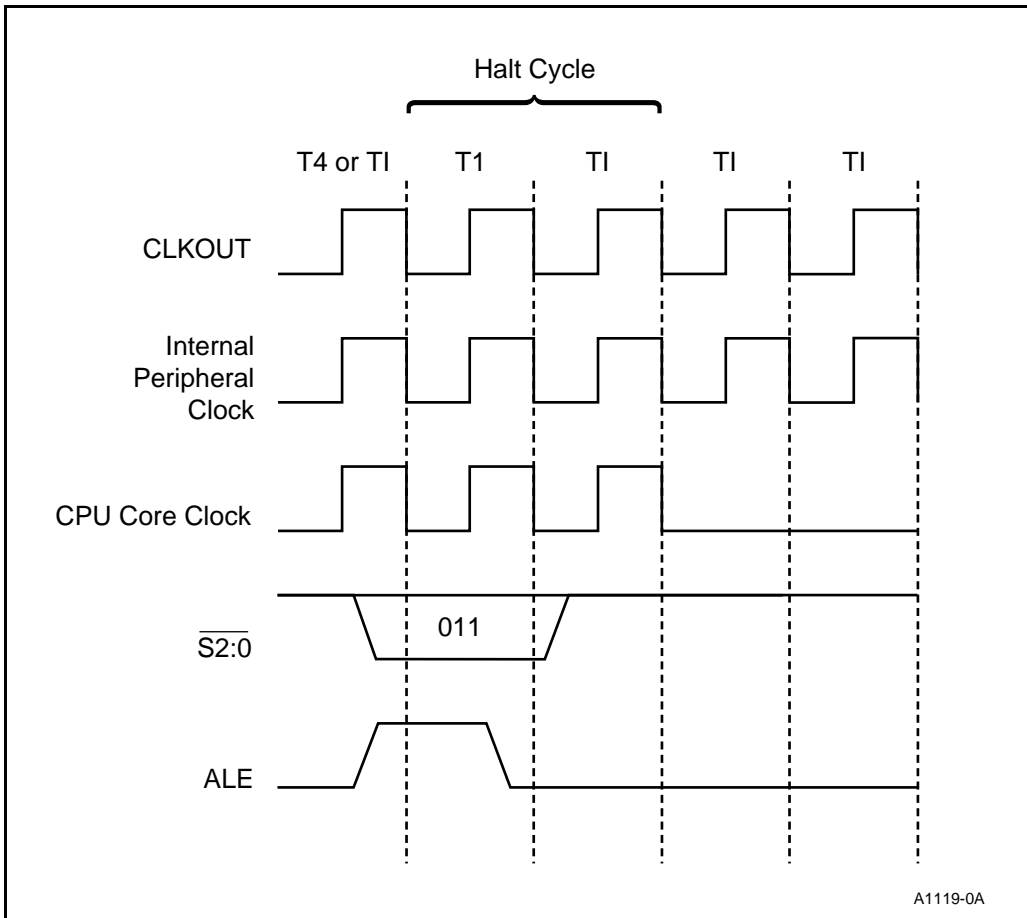 Halt Cycle
T4 or TI T1 TI TI TI
CLKOUT
Internal
Peripheral
Clock
CPU Core Clock
S2:0
011
ALE
A1119-0A